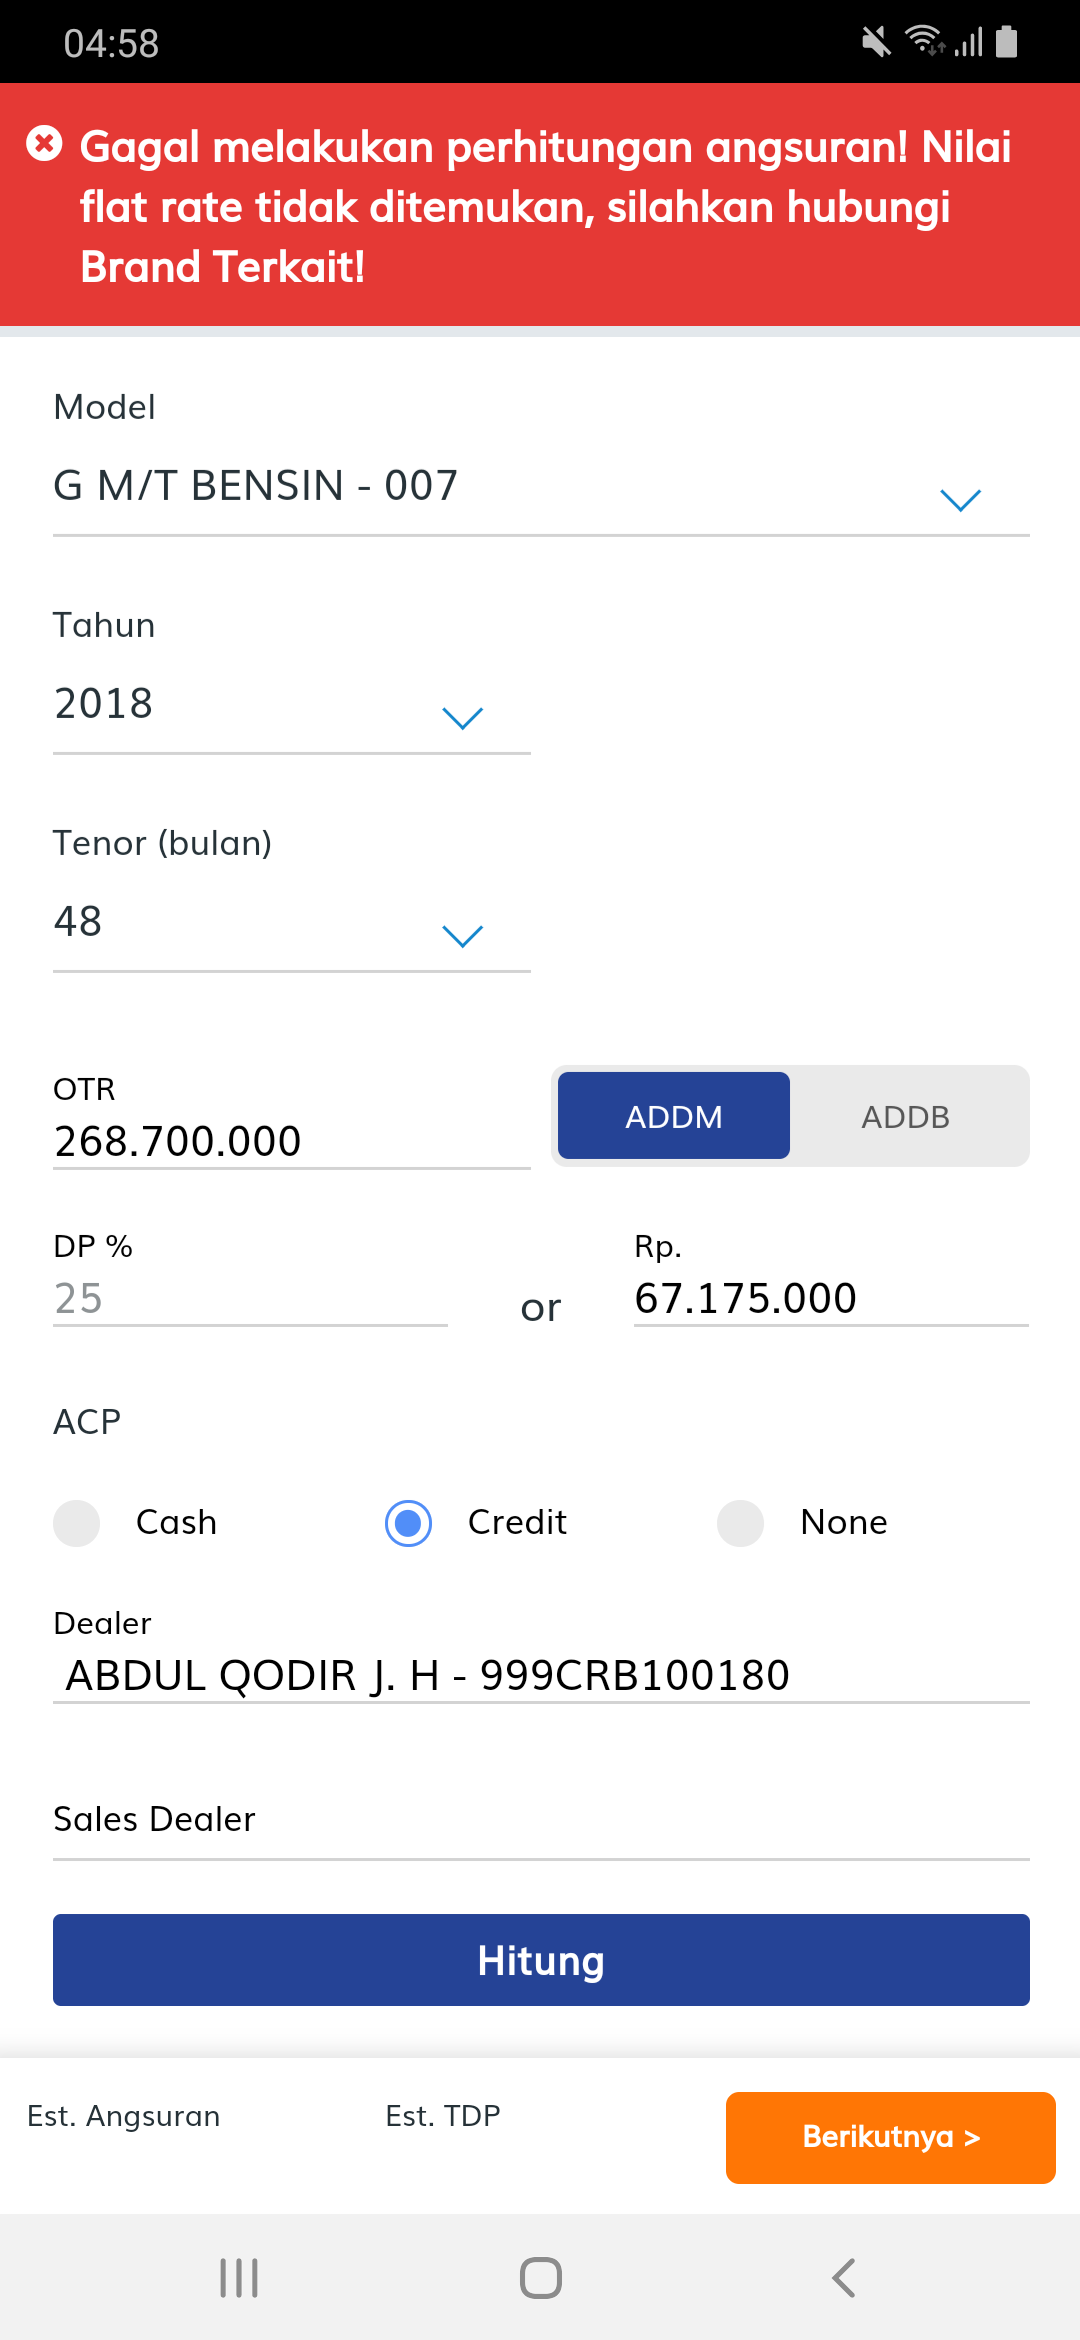 04:58
Gagal melakukan perhitungan angsuran! Nilai
flat rate tidak ditemukan, silahkan hubungi
Brand Terkait!
Model
G M/T BENSIN - 007
Tahun
2018
Tenor (bulan)
48
OTR
268.700.000
ADDM
ADDB
DP %
25
or
Rp.
67.175.000
ACP
Cash
Credit
None
Dealer
ABDUL QODIR J. H - 999CRB100180
Sales Dealer
Hitung
Est. Angsuran
Est. TDP
Berikutnya >